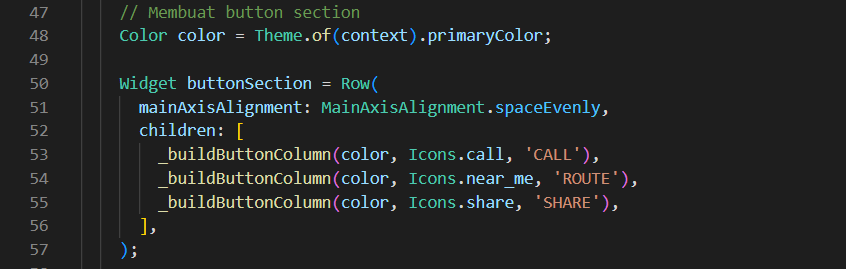 47 // Membuat button section
48 Color color = Theme.of(context).primaryColor;
49
50 Widget buttonSection = Row(
51 mainAxisAlignment: MainAxisAlignment.spaceEvenly,
52 children: [
53 _buildButtonColumn(color, Icons.call, 'CALL'),
54 _buildButtonColumn(color, Icons.near_me, 'ROUTE'),
55 _buildButtonColumn(color, Icons.share, 'SHARE'),
56 ],
57 );